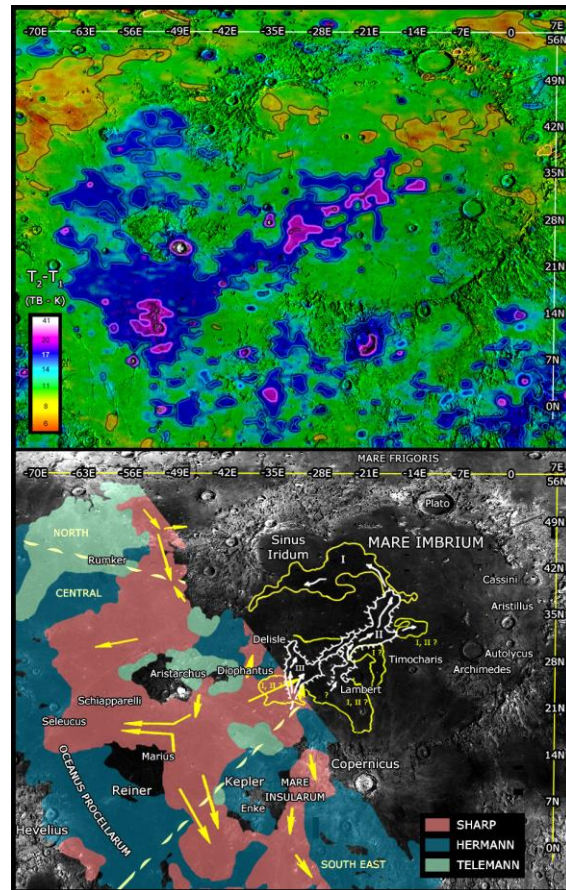 -70E -63E -56E -49E -42E -35E -28E -21E -14E 0 7E
56N
49N
42N
35N
28N
21N
14N
7N
0N
T2-T1
(TB - K)
41
20
17
14
11
8
6
-70E -63E -56E -49E -42E -35E -28E -21E -14E 0 7E
MARE FRIGORIS
56N
Plato
49N
NORTH
Sinus
Iridum
MARE IMBRIUM
I
Rumker
42N
CENTRAL
Cassini
Aristillus
II
I, II ?
35N
Delisle
Autolycus
Timocharis
Archimedes
Aristarchus
Diophantus
III
28N
I, II ?
Lambert
?
?
I, II ?
Schiapparelli
Seleucus
21N
Marius
Copernicus
14N
OCEANUS PROCELLARUM
Reiner
Kepler
MARE
INSULARUM
Enke
7N
Hevelius
SHARP
0N
HERMANN
SOUTH EAST
TELEMANN